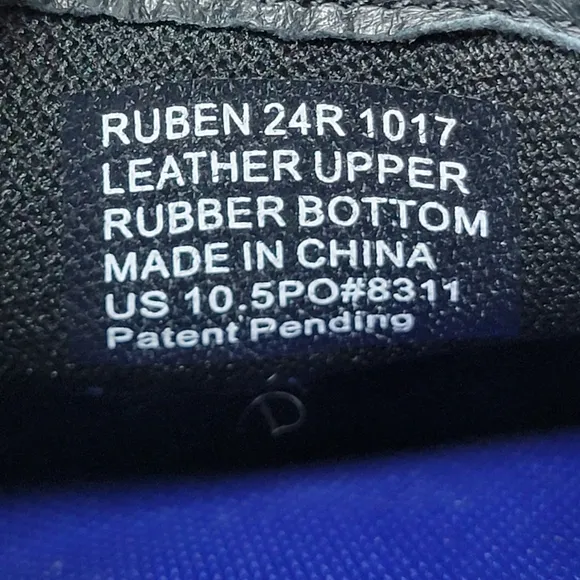 RUBEN 24R 1017
LEATHER UPPER
RUBBER BOTTOM
MADE IN CHINA
US 10.5PO#8311
Patent Pending
D